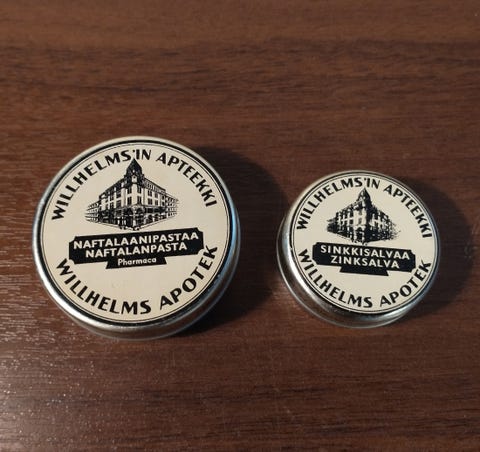 WILLHELMS'IN APTEEKKI
NAFTALAANIPASTAA
NAFTALANPASTA
Pharmaca
WILLHELMS APOTEK
WILLHELMS'IN APTEEKKI
SINKKISALVAA
ZINKSALVA
WILLHELMS APOTEK